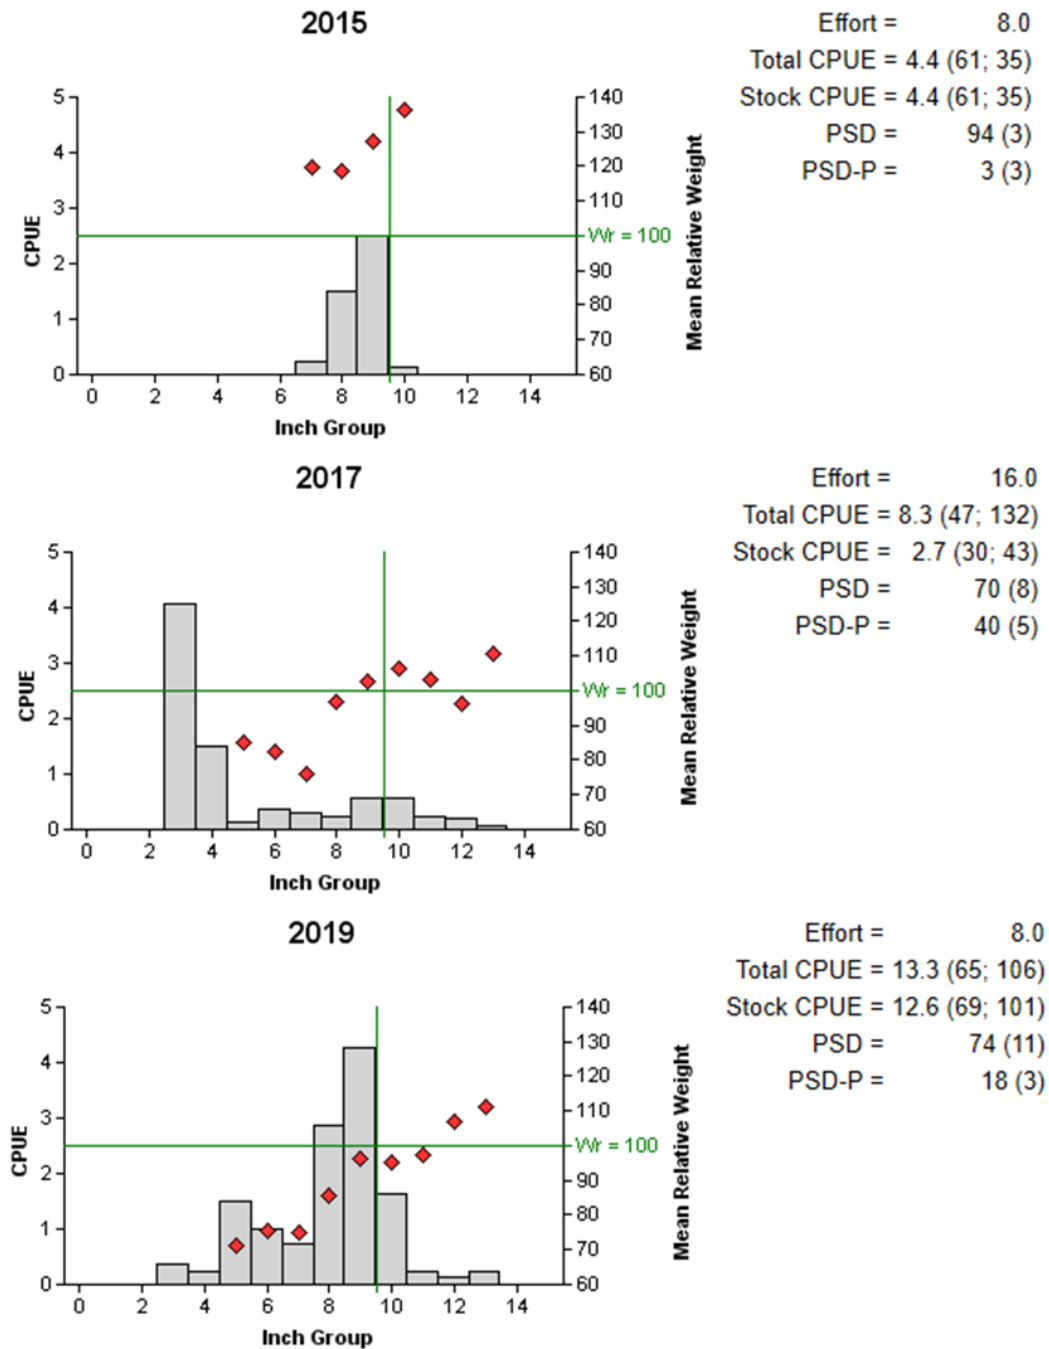 2015
Effort = 8.0
Total CPUE = 4.4 (61; 35)
Stock CPUE = 4.4 (61; 35)
PSD = 94 (3)
PSD-P = 3 (3)
5
4
3
2
1
0
CPUE
140
130
120
110
Wr = 100
90
80
70
60
Mean Relative Weight
0 2 4 6 8 10 12 14
Inch Group
2017
Effort = 16.0
Total CPUE = 8.3 (47; 132)
Stock CPUE = 2.7 (30; 43)
PSD = 70 (8)
PSD-P = 40 (5)
5
4
3
2
1
0
CPUE
140
130
120
110
Wr = 100
90
80
70
60
Mean Relative Weight
0 2 4 6 8 10 12 14
Inch Group
2019
Effort = 8.0
Total CPUE = 13.3 (65; 106)
Stock CPUE = 12.6 (69; 101)
PSD = 74 (11)
PSD-P = 18 (3)
5
4
3
2
1
0
CPUE
140
130
120
110
Wr = 100
90
80
70
60
Mean Relative Weight
0 2 4 6 8 10 12 14
Inch Group